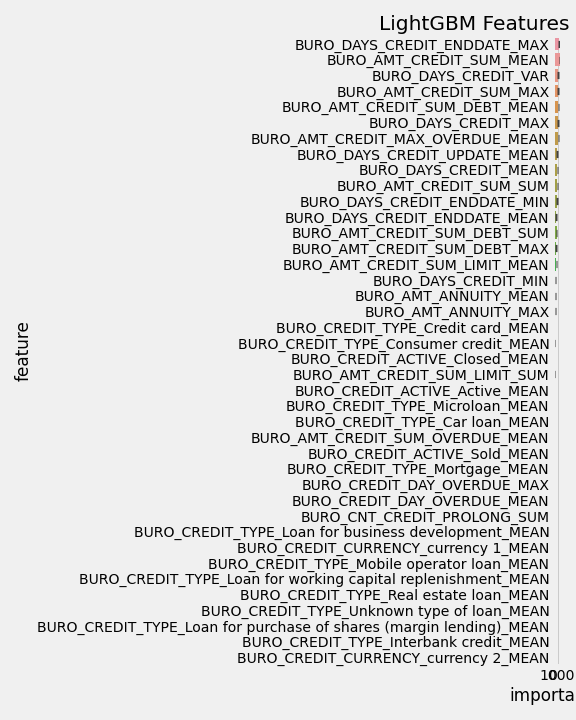 LightGBM Features
BURO_DAYS_CREDIT_ENDDATE_MAX
BURO_AMT_CREDIT_SUM_MEAN
BURO_DAYS_CREDIT_VAR
BURO_AMT_CREDIT_SUM_MAX
BURO_AMT_CREDIT_SUM_DEBT_MEAN
BURO_DAYS_CREDIT_MAX
BURO_AMT_CREDIT_MAX_OVERDUE_MEAN
BURO_DAYS_CREDIT_UPDATE_MEAN
BURO_DAYS_CREDIT_MEAN
BURO_AMT_CREDIT_SUM_SUM
BURO_DAYS_CREDIT_ENDDATE_MIN
BURO_DAYS_CREDIT_ENDDATE_MEAN
BURO_AMT_CREDIT_SUM_DEBT_SUM
BURO_AMT_CREDIT_SUM_DEBT_MAX
BURO_AMT_CREDIT_SUM_LIMIT_MEAN
BURO_DAYS_CREDIT_MIN
BURO_AMT_ANNUITY_MEAN
BURO_AMT_ANNUITY_MAX
BURO_CREDIT_TYPE_Credit card_MEAN
BURO_CREDIT_TYPE_Consumer credit_MEAN
BURO_CREDIT_ACTIVE_Closed_MEAN
BURO_AMT_CREDIT_SUM_LIMIT_SUM
BURO_CREDIT_ACTIVE_Active_MEAN
BURO_CREDIT_TYPE_Microloan_MEAN
BURO_CREDIT_TYPE_Car loan_MEAN
BURO_AMT_CREDIT_SUM_OVERDUE_MEAN
BURO_CREDIT_ACTIVE_Sold_MEAN
BURO_CREDIT_TYPE_Mortgage_MEAN
BURO_CREDIT_DAY_OVERDUE_MAX
BURO_CREDIT_DAY_OVERDUE_MEAN
BURO_CNT_CREDIT_PROLONG_SUM
BURO_CREDIT_TYPE_Loan for business development_MEAN
BURO_CREDIT_CURRENCY_currency 1_MEAN
BURO_CREDIT_TYPE_Mobile operator loan_MEAN
BURO_CREDIT_TYPE_Loan for working capital replenishment_MEAN
BURO_CREDIT_TYPE_Real estate loan_MEAN
BURO_CREDIT_TYPE_Unknown type of loan_MEAN
BURO_CREDIT_TYPE_Loan for purchase of shares (margin lending)_MEAN
BURO_CREDIT_TYPE_Interbank credit_MEAN
BURO_CREDIT_CURRENCY_currency 2_MEAN
feature
importa